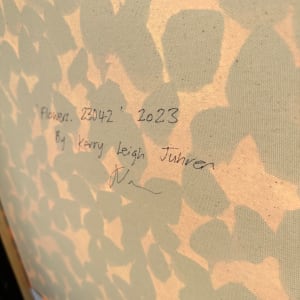 'Flower. 23042' 2023
By Kerry Leigh Juhren